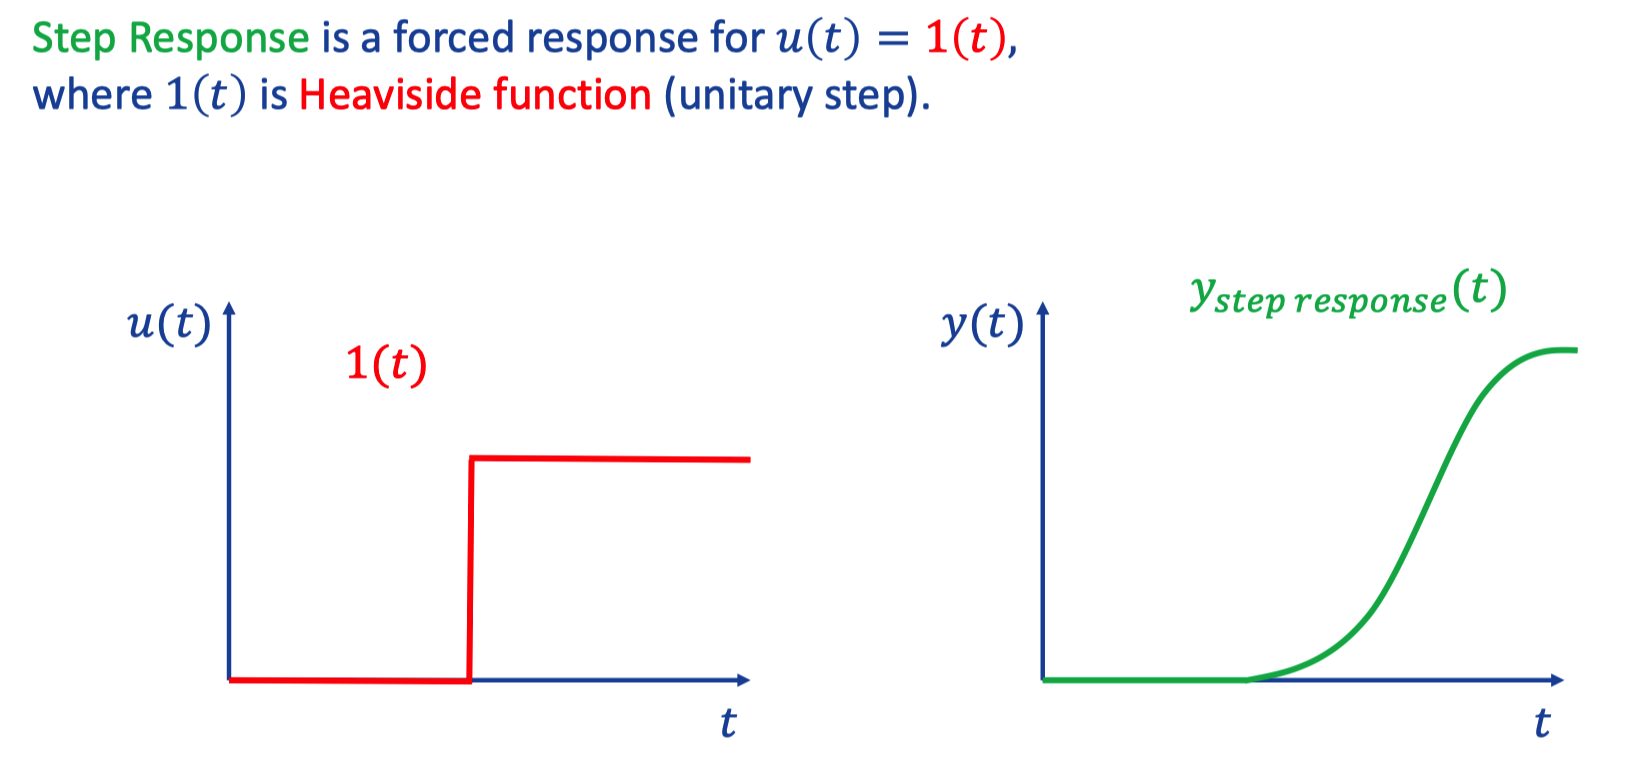 Step Response is a forced response for u(t) = 1(t),
where 1(t) is Heaviside function (unitary step).
y_{step response}(t)
u(t)
y(t)
1(t)
t
t